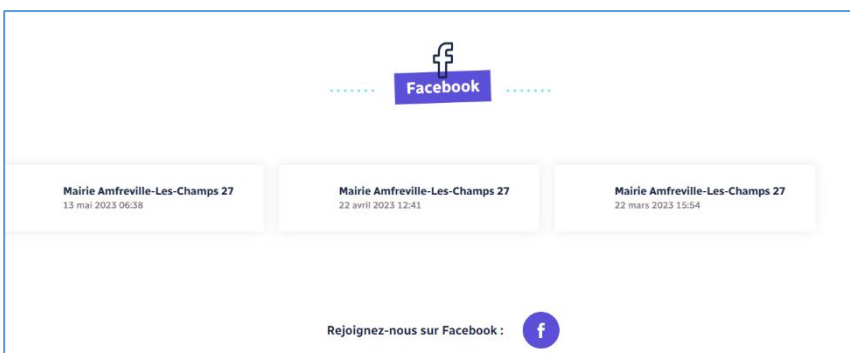 Facebook
Mairie Amfreville-Les-Champs 27
13 mai 2023 06:38
Mairie Amfreville-Les-Champs 27
22 avril 2023 12:41
Mairie Amfreville-Les-Champs 27
22 mars 2023 15:54
Rejoignez-nous sur Facebook :